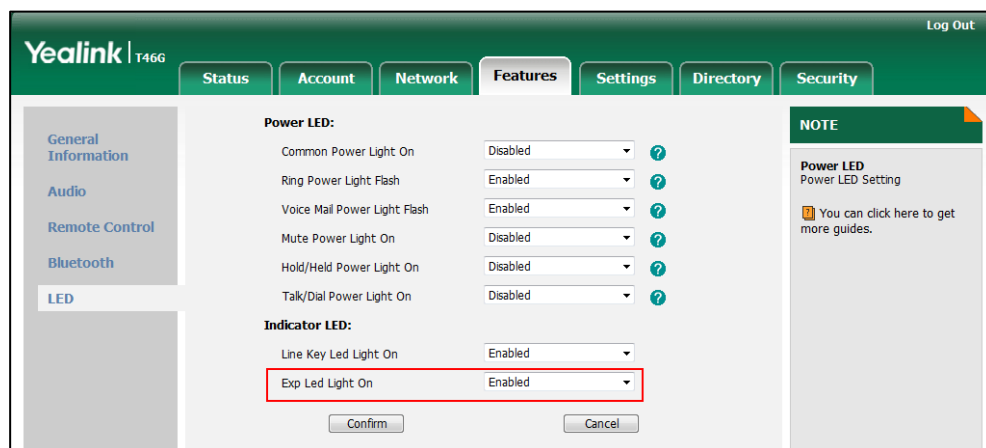 Log Out
Yealink | T46G
Status Account Network Features Settings Directory Security
General
Information
Audio
Remote Control
Bluetooth
LED
Power LED:
Common Power Light On Disabled ?
Ring Power Light Flash Enabled ?
Voice Mail Power Light Flash Enabled ?
Mute Power Light On Disabled ?
Hold/Held Power Light On Disabled ?
Talk/Dial Power Light On Disabled ?
Indicator LED:
Line Key Led Light On Enabled
Exp Led Light On Enabled
Confirm Cancel
NOTE
Power LED
Power LED Setting
? You can click here to get
more guides.